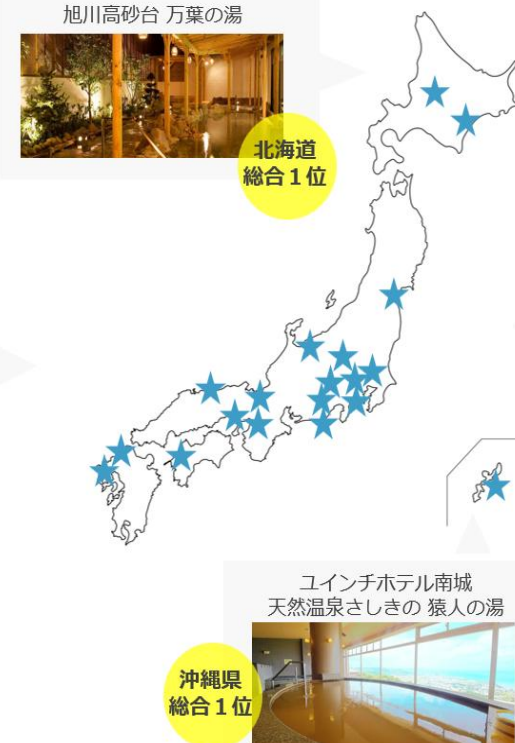 旭川高砂台 万葉の湯
北海道
総合１位
ユインチホテル南城
天然温泉さしきの 猿人の湯
沖縄県
総合１位